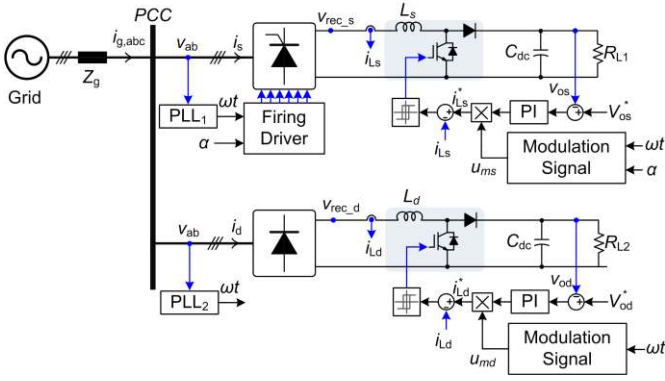 PCC
Grid
Z_g
i_g,abc
v_ab
i_s
v_rec_s
L_s
i_Ls
C_dc
R_L1
v_os
PLL_1
ωt
Firing
Driver
α
i*_Ls
PI
V*_os
i_Ls
u_ms
Modulation
Signal
ωt
α
v_ab
i_d
v_rec_d
L_d
i_Ld
C_dc
R_L2
v_od
PLL_2
ωt
i*_Ld
PI
V*_od
i_Ld
u_md
Modulation
Signal
ωt